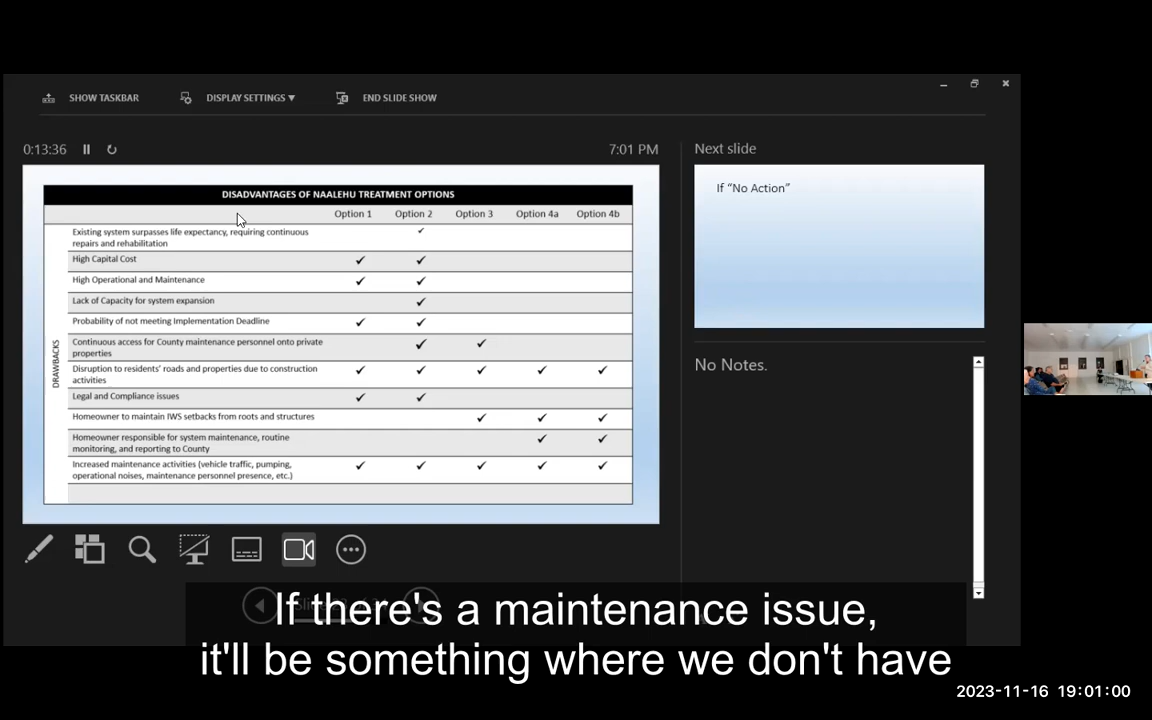 SHOW TASKBAR DISPLAY SETTINGS ▼ END SLIDE SHOW
0:13:36 7:01 PM Next slide
DISADVANTAGES OF NAALEHU TREATMENT OPTIONS
Option 1 Option 2 Option 3 Option 4a Option 4b
DRAWBACKS
Existing system surpasses life expectancy, requiring continuous
repairs and rehabilitation ✓
High Capital Cost ✓ ✓
High Operational and Maintenance ✓ ✓
Lack of Capacity for system expansion ✓
Probability of not meeting Implementation Deadline ✓ ✓
Continuous access for County maintenance personnel onto private
properties ✓ ✓
Disruption to residents' roads and properties due to construction
activities ✓ ✓ ✓ ✓ ✓
Legal and Compliance issues ✓ ✓
Homeowner to maintain IWS setbacks from roots and structures ✓ ✓ ✓
Homeowner responsible for system maintenance, routine
monitoring, and reporting to County ✓ ✓
Increased maintenance activities (vehicle traffic, pumping,
operational noises, maintenance personnel presence, etc.) ✓ ✓ ✓ ✓ ✓
If "No Action"
No Notes.
If there's a maintenance issue,
it'll be something where we don't have
2023-11-16 19:01:00